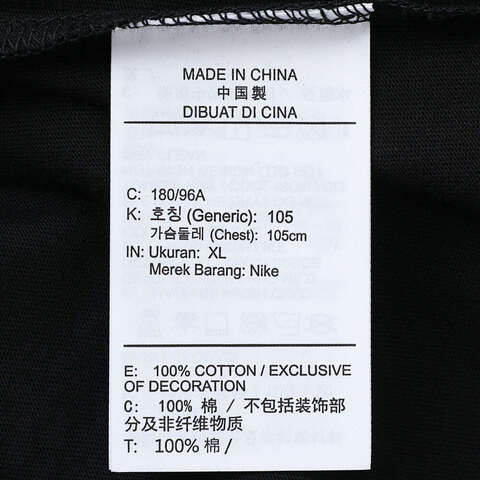 MADE IN CHINA
中国製
DIBUAT DI CINA
C: 180/96A
K: 호칭 (Generic): 105
가슴둘레 (Chest): 105cm
IN: Ukuran: XL
Merek Barang: Nike
E: 100% COTTON / EXCLUSIVE
OF DECORATION
C: 100% 棉 / 不包括装饰部
分及非纤维物质
T: 100% 棉 /